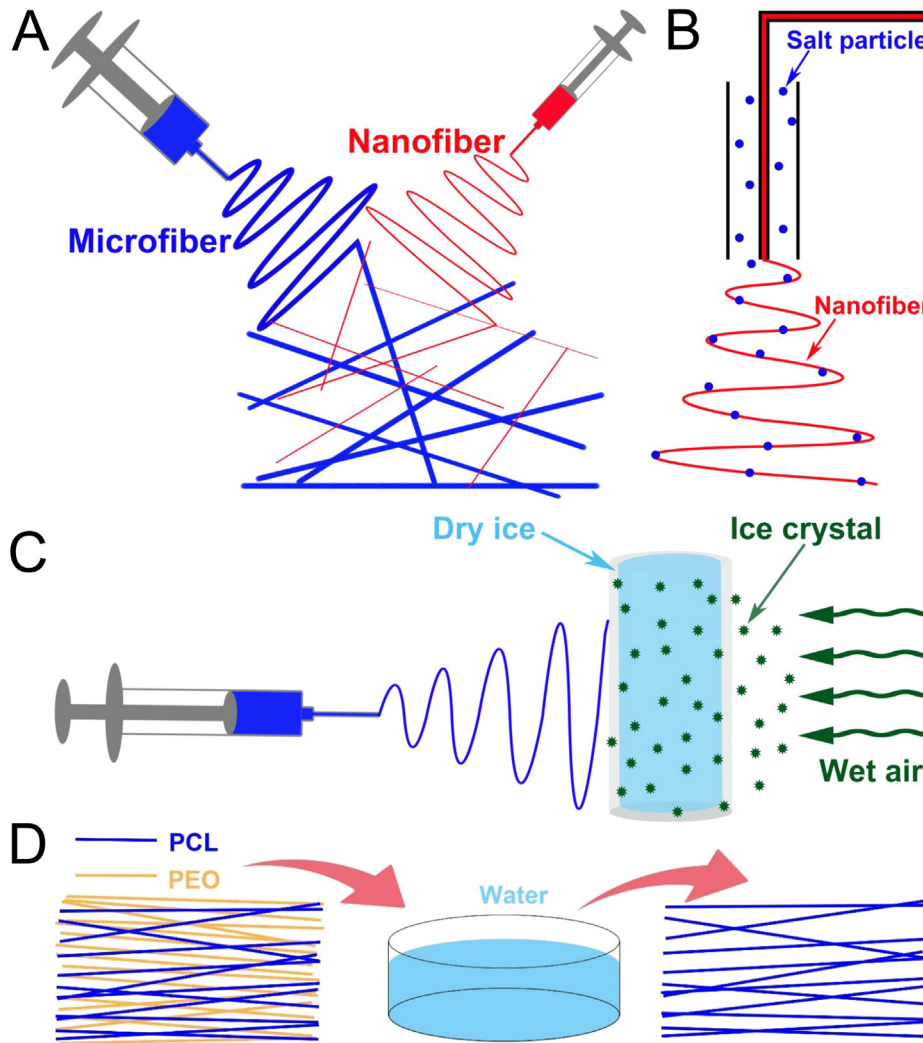 A
B
Salt particle
Nanofiber
Microfiber
Nanofiber
C
Dry ice
Ice crystal
Wet air
D
PCL
PEO
Water